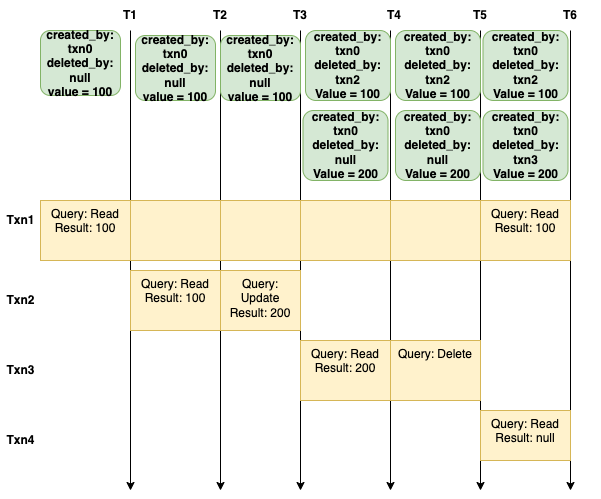 T1 T2 T3 T4 T5 T6
created_by:
txn0
deleted_by:
null
value = 100
created_by:
txn0
deleted_by:
null
value = 100
created_by:
txn0
deleted_by:
null
value = 100
created_by:
txn0
deleted_by:
txn2
Value = 100
created_by:
txn0
deleted_by:
txn2
Value = 100
created_by:
txn0
deleted_by:
txn2
Value = 100
created_by:
txn0
deleted_by:
null
Value = 200
created_by:
txn0
deleted_by:
null
Value = 200
created_by:
txn0
deleted_by:
txn3
Value = 200
Txn1
Query: Read
Result: 100
Query: Read
Result: 100
Txn2
Query: Read
Result: 100
Query:
Update
Result: 200
Txn3
Query: Read
Result: 200
Query: Delete
Txn4
Query: Read
Result: null